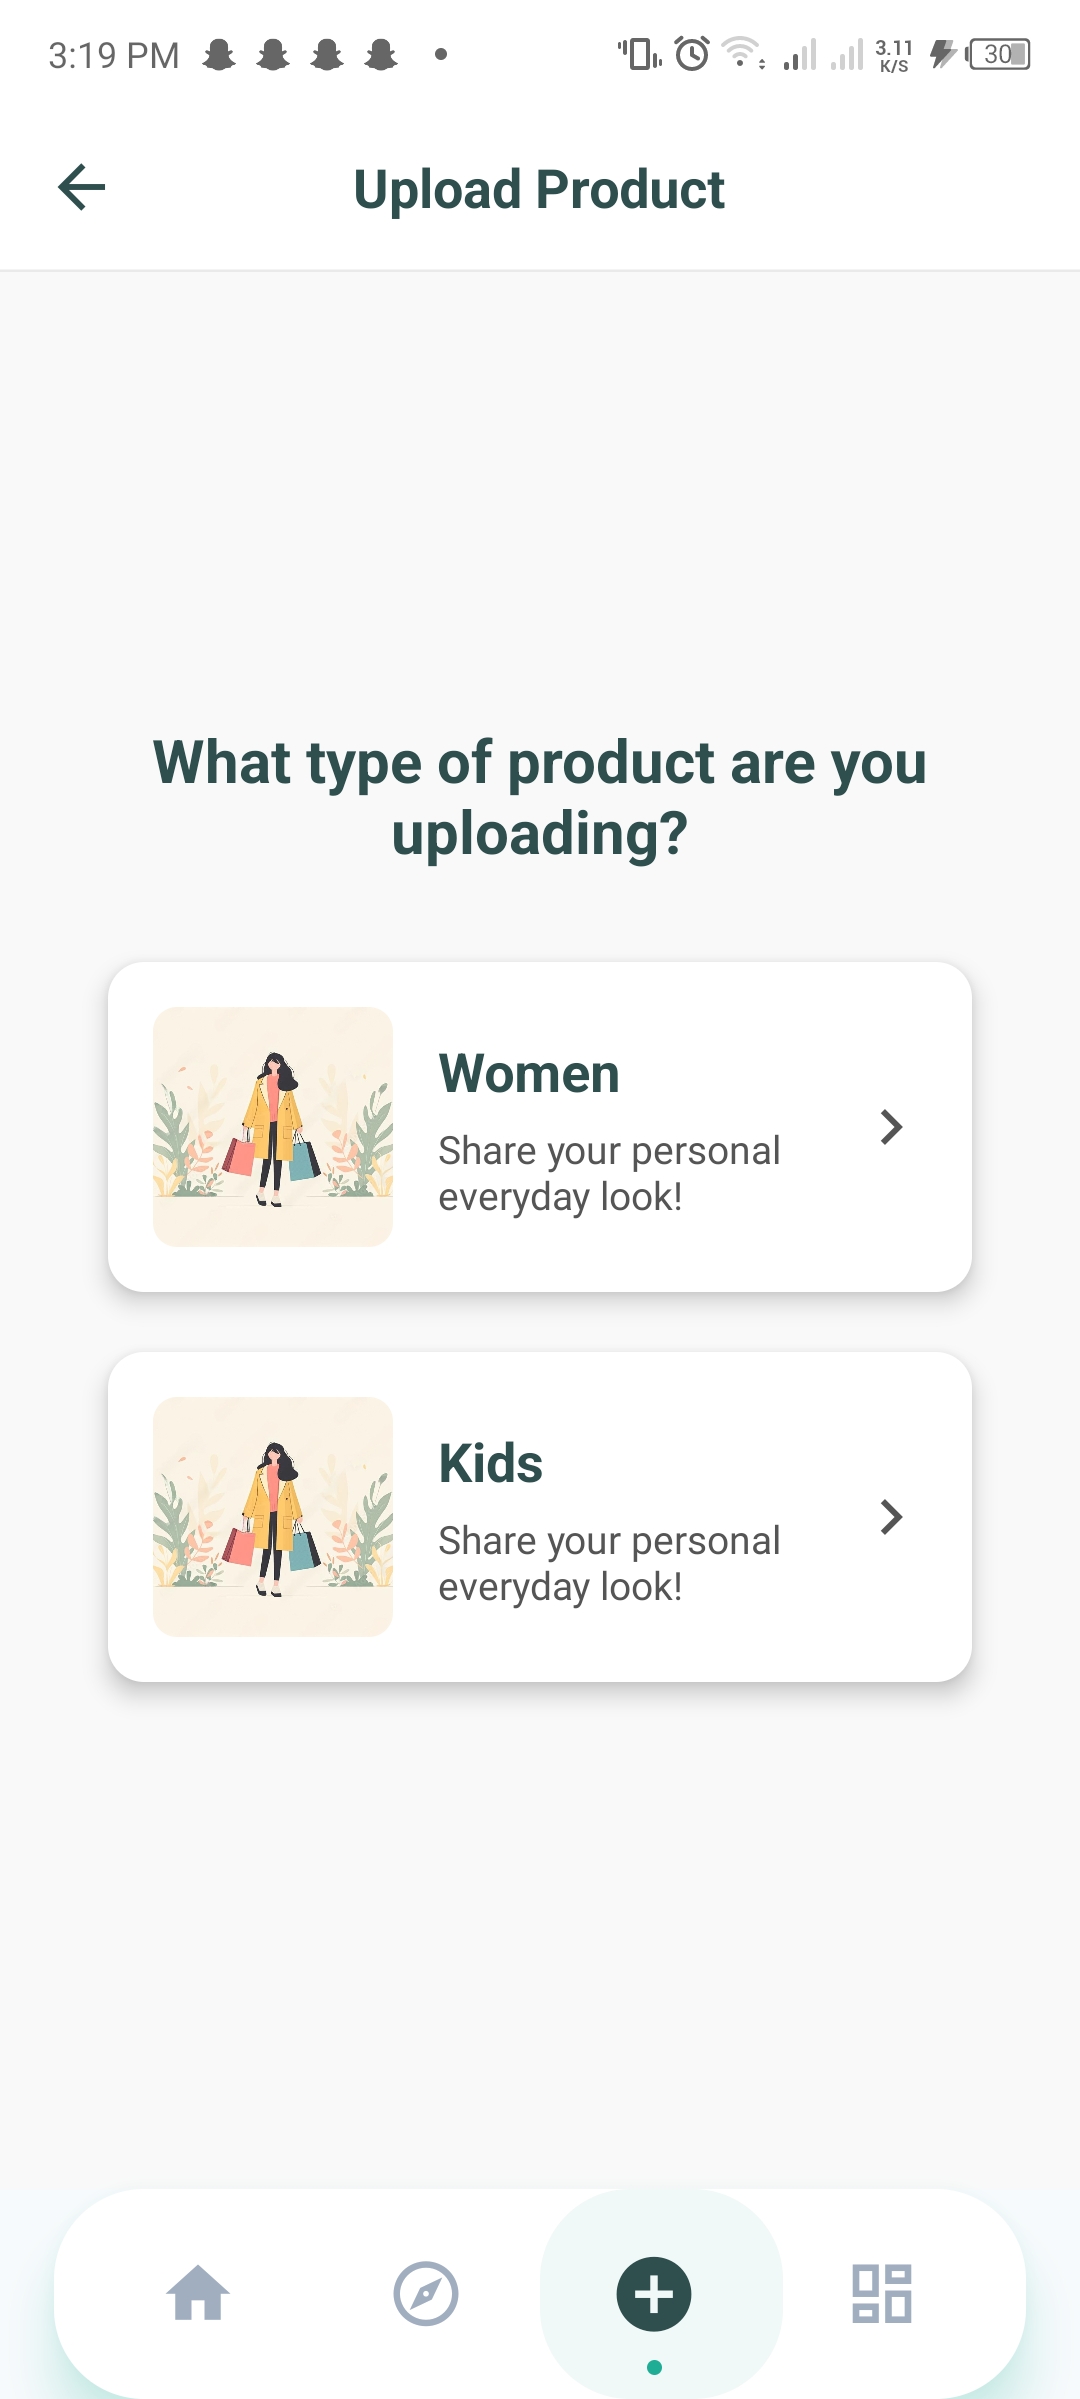 3:19 PM
3.11
K/S
30
Upload Product
What type of product are you
uploading?
Women
Share your personal
everyday look!
Kids
Share your personal
everyday look!